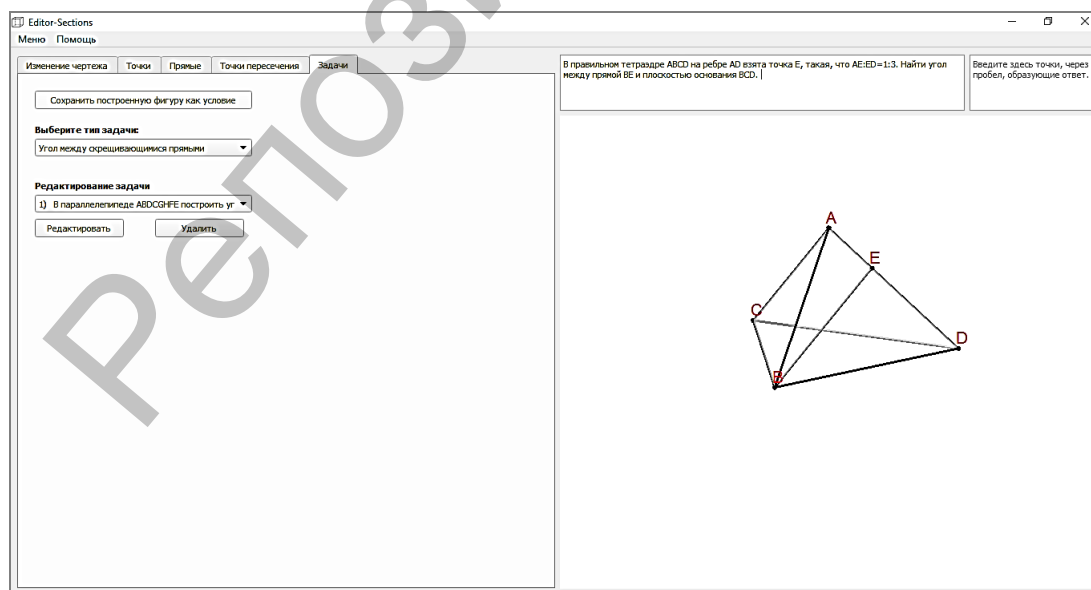 Editor-Sections
Меню Помощь
Изменение чертежа Точки Прямые Точки пересечения Задачи
Сохранить построенную фигуру как условие
Выберите тип задачи:
Угол между скрещивающимися прямыми
Редактирование задачи
1) В параллелепипеде ABDCGHFE построить уг
Редактировать Удалить
В правильном тетраэдре ABCD на ребре AD взята точка E, такая, что AE:ED=1:3. Найти угол
между прямой BE и плоскостью основания BCD.
Введите здесь точки, через
пробел, образующие ответ.
A
E
C
D
B
Репоз